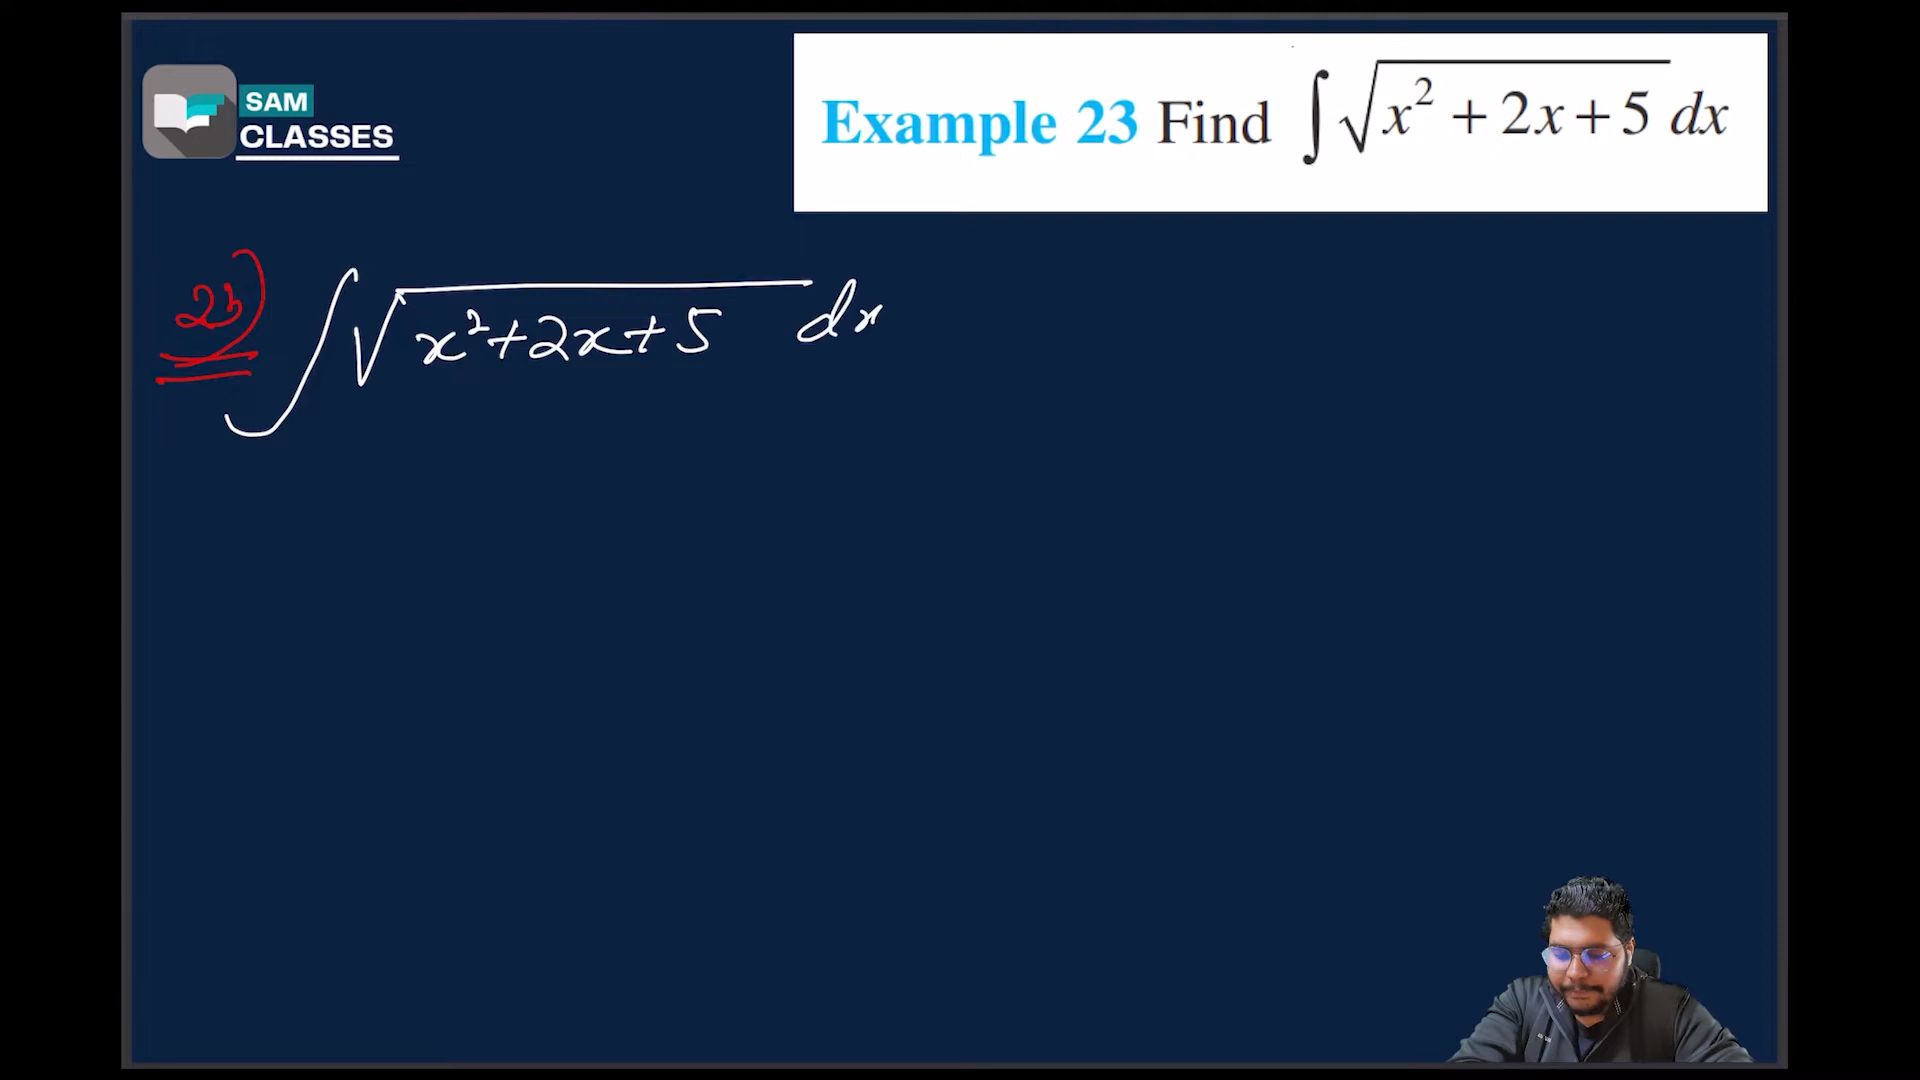 SAM
CLASSES
Example 23 Find ∫√(x² + 2x + 5) dx
23)
∫√(x²+2x+5) dx